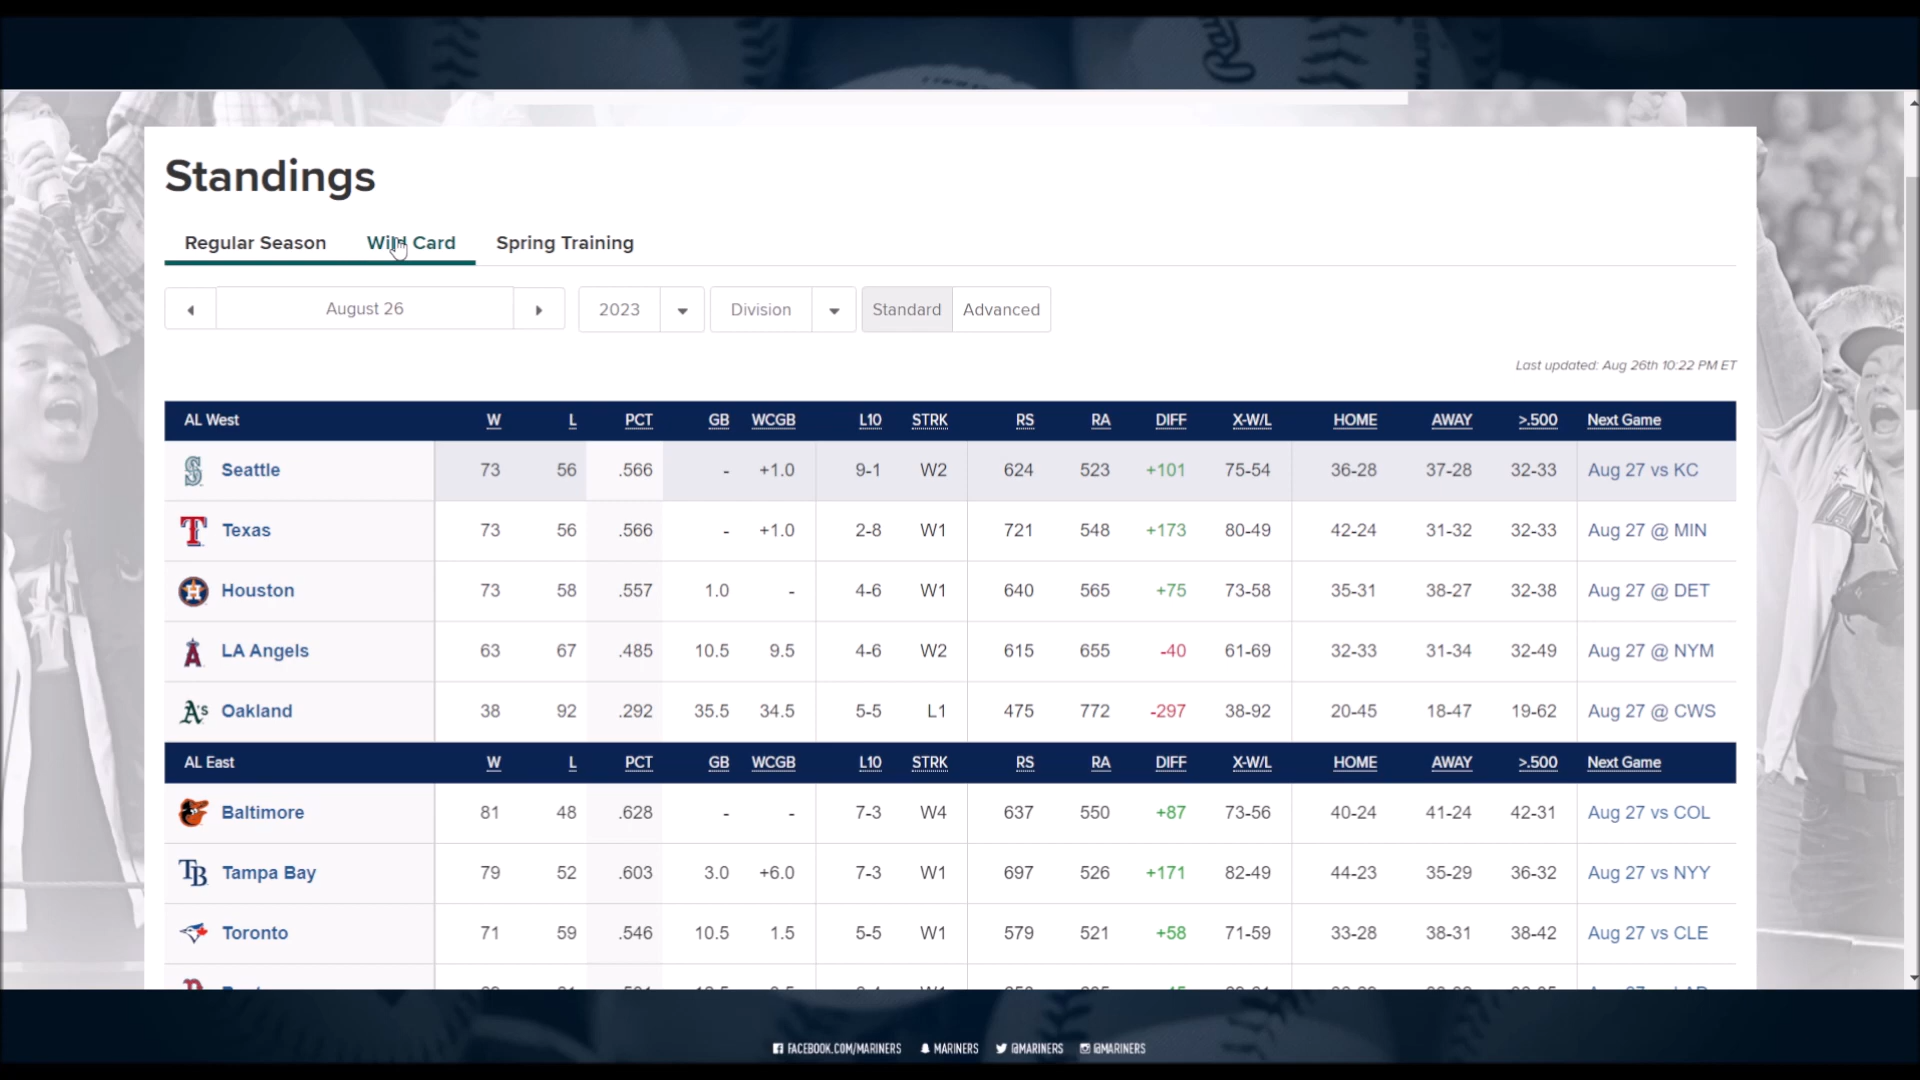 Standings
Regular Season Wild Card Spring Training
August 26 2023 Division Standard Advanced
Last updated: Aug 26th 10:22 PM ET
AL West W L PCT GB WCGB L10 STRK RS RA DIFF X-W/L HOME AWAY >.500 Next Game
Seattle 73 56 .566 - +1.0 9-1 W2 624 523 +101 75-54 36-28 37-28 32-33 Aug 27 vs KC
Texas 73 56 .566 - +1.0 2-8 W1 721 548 +173 80-49 42-24 31-32 32-33 Aug 27 @ MIN
Houston 73 58 .557 1.0 - 4-6 W1 640 565 +75 73-58 35-31 38-27 32-38 Aug 27 @ DET
LA Angels 63 67 .485 10.5 9.5 4-6 W2 615 655 -40 61-69 32-33 31-34 32-49 Aug 27 @ NYM
A's Oakland 38 92 .292 35.5 34.5 5-5 L1 475 772 -297 38-92 20-45 18-47 19-62 Aug 27 @ CWS
AL East W L PCT GB WCGB L10 STRK RS RA DIFF X-W/L HOME AWAY >.500 Next Game
Baltimore 81 48 .628 - - 7-3 W4 637 550 +87 73-56 40-24 41-24 42-31 Aug 27 vs COL
TB Tampa Bay 79 52 .603 3.0 +6.0 7-3 W1 697 526 +171 82-49 44-23 35-29 36-32 Aug 27 vs NYY
Toronto 71 59 .546 10.5 1.5 5-5 W1 579 521 +58 71-59 33-28 38-31 38-42 Aug 27 vs CLE
FACEBOOK.COM/MARINERS MARINERS @MARINERS @MARINERS